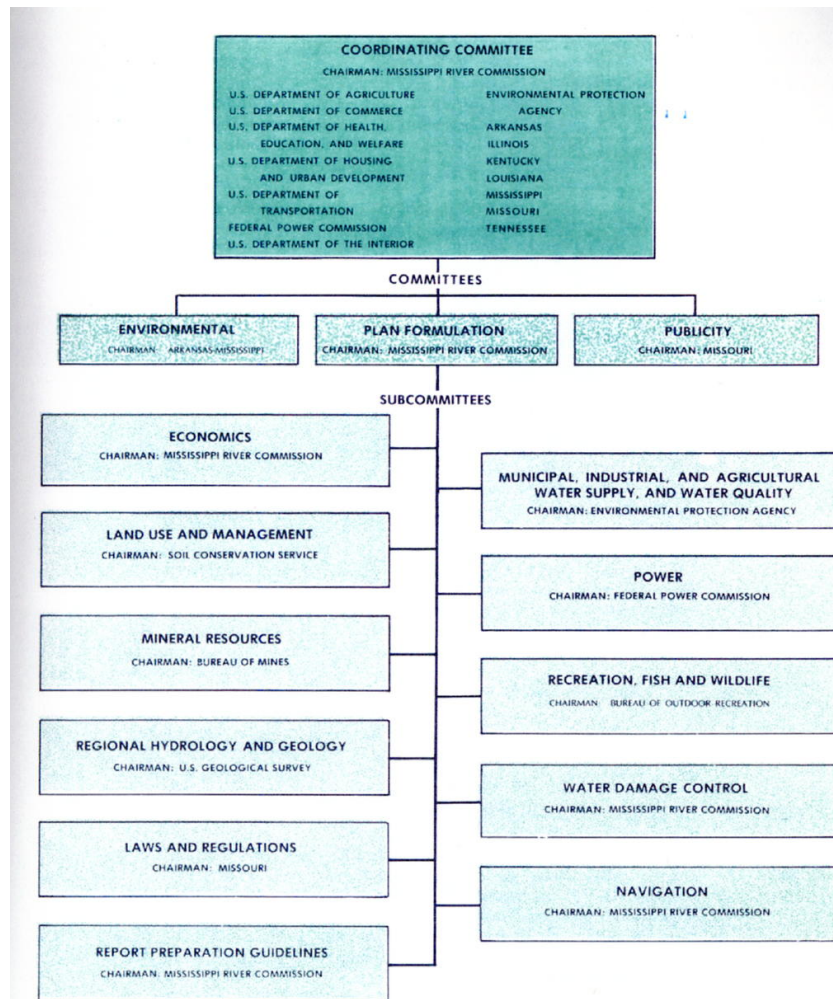 COORDINATING COMMITTEE
CHAIRMAN: MISSISSIPPI RIVER COMMISSION
U.S. DEPARTMENT OF AGRICULTURE
U.S. DEPARTMENT OF COMMERCE
U.S. DEPARTMENT OF HEALTH,
EDUCATION, AND WELFARE
U.S. DEPARTMENT OF HOUSING
AND URBAN DEVELOPMENT
U.S. DEPARTMENT OF
TRANSPORTATION
FEDERAL POWER COMMISSION
U.S. DEPARTMENT OF THE INTERIOR
ENVIRONMENTAL PROTECTION
AGENCY
ARKANSAS
ILLINOIS
KENTUCKY
LOUISIANA
MISSISSIPPI
MISSOURI
TENNESSEE
COMMITTEES
ENVIRONMENTAL
CHAIRMAN: ARKANSAS-MISSISSIPPI
PLAN FORMULATION
CHAIRMAN: MISSISSIPPI RIVER COMMISSION
PUBLICITY
CHAIRMAN: MISSOURI
SUBCOMMITTEES
ECONOMICS
CHAIRMAN: MISSISSIPPI RIVER COMMISSION
LAND USE AND MANAGEMENT
CHAIRMAN: SOIL CONSERVATION SERVICE
MINERAL RESOURCES
CHAIRMAN: BUREAU OF MINES
REGIONAL HYDROLOGY AND GEOLOGY
CHAIRMAN: U.S. GEOLOGICAL SURVEY
LAWS AND REGULATIONS
CHAIRMAN: MISSOURI
REPORT PREPARATION GUIDELINES
CHAIRMAN: MISSISSIPPI RIVER COMMISSION
MUNICIPAL, INDUSTRIAL, AND AGRICULTURAL
WATER SUPPLY, AND WATER QUALITY
CHAIRMAN: ENVIRONMENTAL PROTECTION AGENCY
POWER
CHAIRMAN: FEDERAL POWER COMMISSION
RECREATION, FISH AND WILDLIFE
CHAIRMAN: BUREAU OF OUTDOOR RECREATION
WATER DAMAGE CONTROL
CHAIRMAN: MISSISSIPPI RIVER COMMISSION
NAVIGATION
CHAIRMAN: MISSISSIPPI RIVER COMMISSION